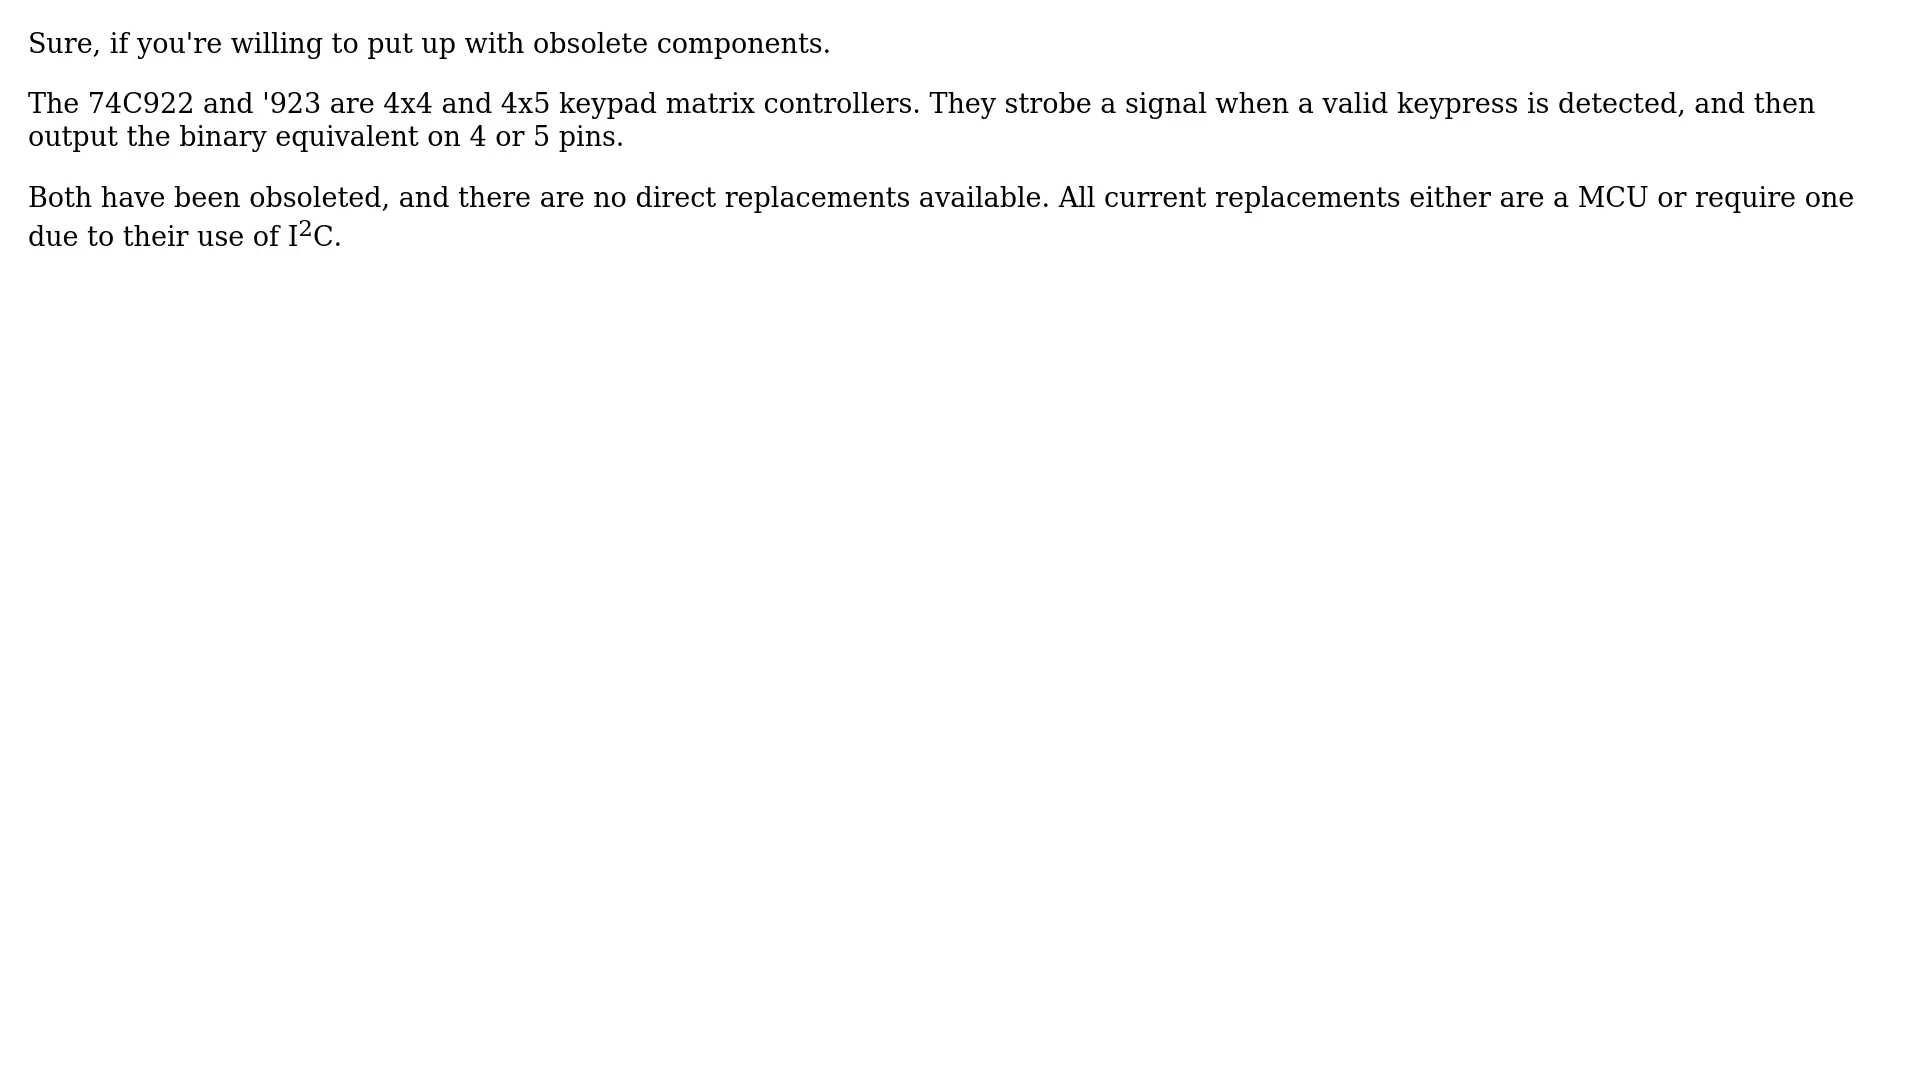 Sure, if you're willing to put up with obsolete components.
The 74C922 and '923 are 4x4 and 4x5 keypad matrix controllers. They strobe a signal when a valid keypress is detected, and then
output the binary equivalent on 4 or 5 pins.
Both have been obsoleted, and there are no direct replacements available. All current replacements either are a MCU or require one
due to their use of I²C.